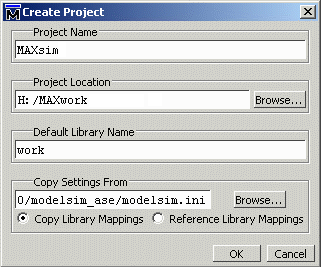 Create Project
Project Name
MAXsim
Project Location
H:/MAXwork
Browse...
Default Library Name
work
Copy Settings From
0/modelsim_ase/modelsim.ini
Browse...
Copy Library Mappings
Reference Library Mappings
OK
Cancel